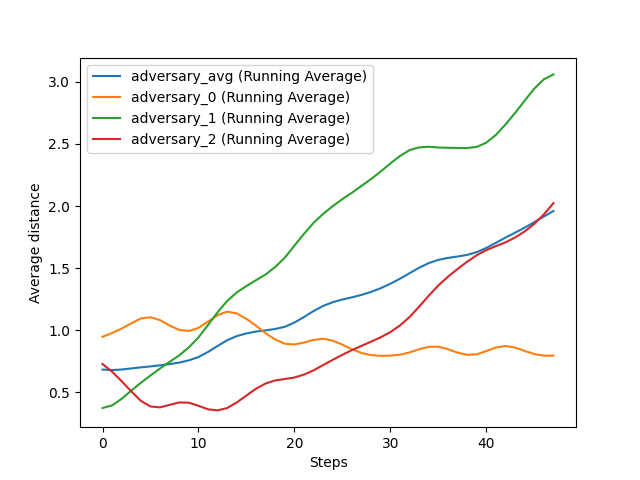 adversary_avg (Running Average)
adversary_0 (Running Average)
adversary_1 (Running Average)
adversary_2 (Running Average)
3.0
2.5
2.0
1.5
1.0
0.5
Average distance
0 10 20 30 40
Steps